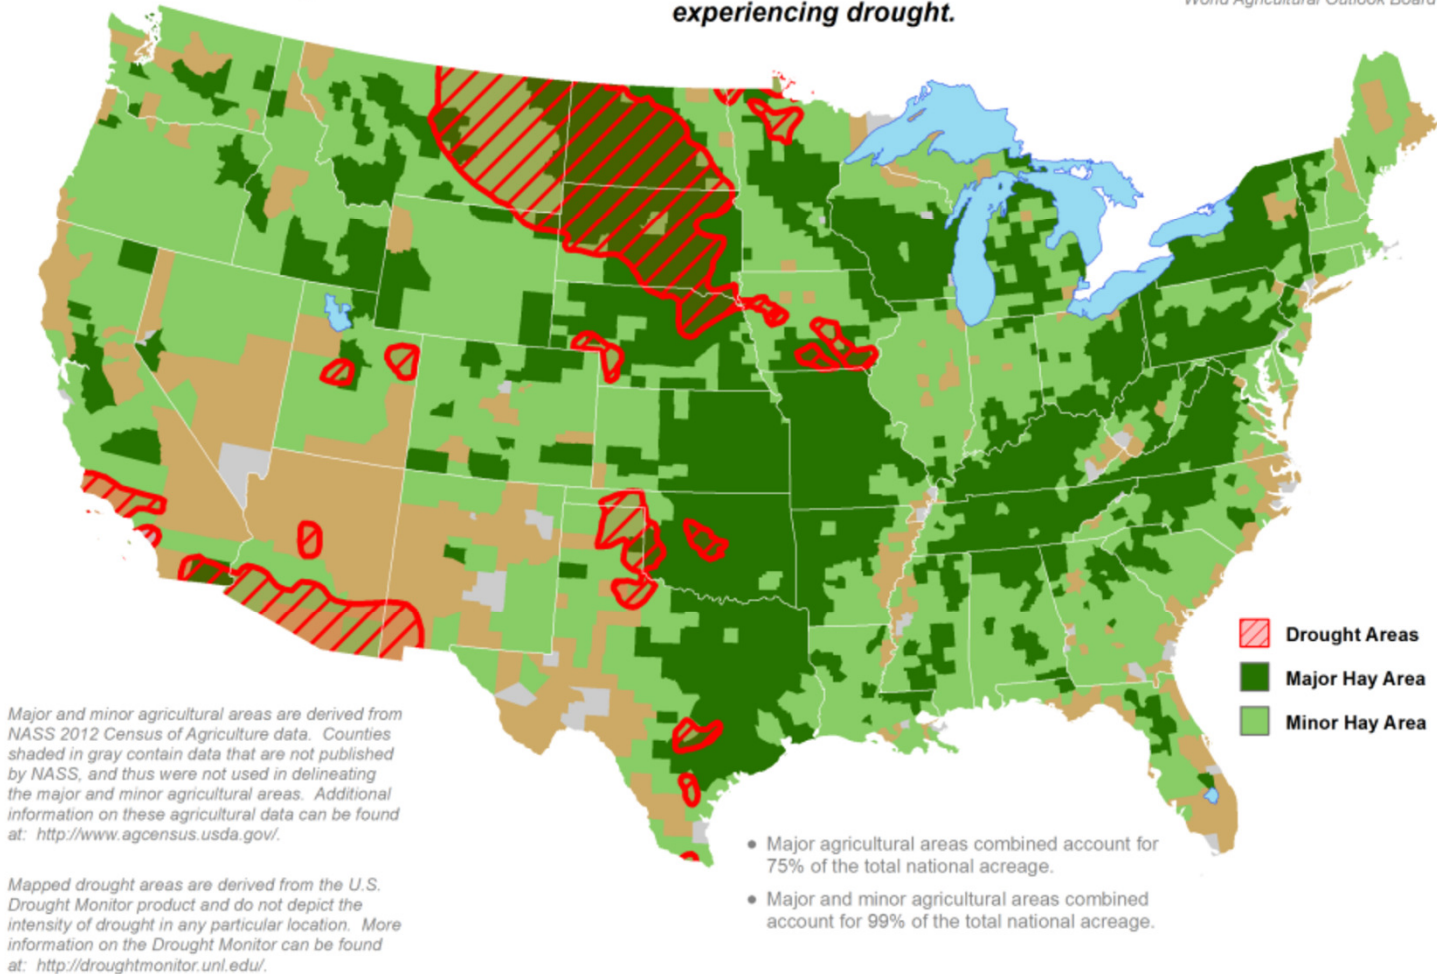 experiencing drought.
World Agricultural Outlook Board
Drought Areas
Major Hay Area
Minor Hay Area
Major and minor agricultural areas are derived from
NASS 2012 Census of Agriculture data.  Counties
shaded in gray contain data that are not published
by NASS, and thus were not used in delineating
the major and minor agricultural areas.  Additional
information on these agricultural data can be found
at:  http://www.agcensus.usda.gov/.
Mapped drought areas are derived from the U.S.
Drought Monitor product and do not depict the
intensity of drought in any particular location.  More
information on the Drought Monitor can be found
at:  http://droughtmonitor.unl.edu/.
● Major agricultural areas combined account for
75% of the total national acreage.
● Major and minor agricultural areas combined
account for 99% of the total national acreage.